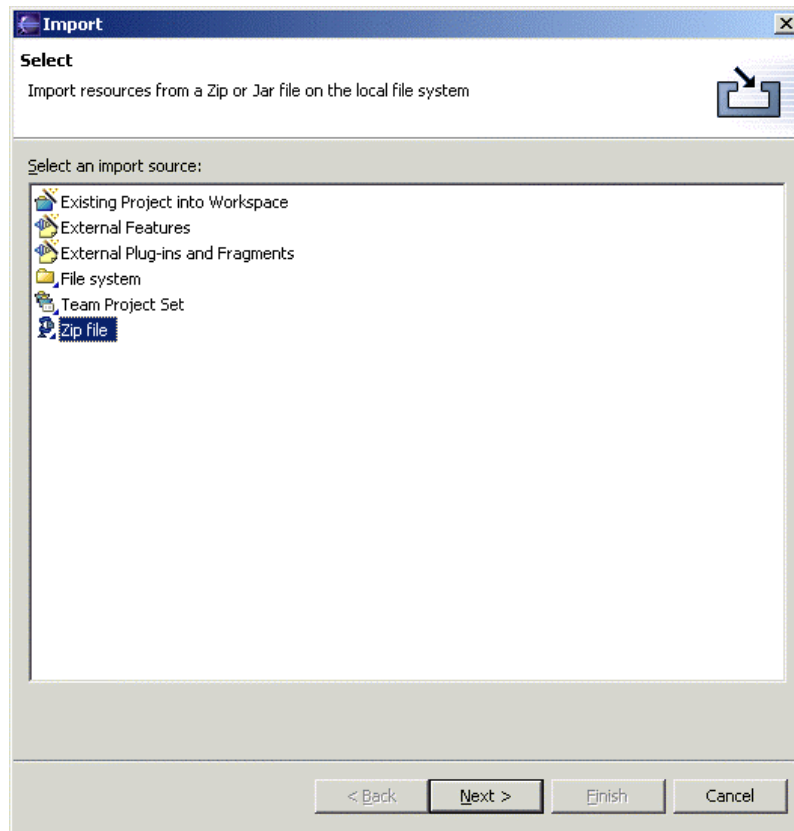 Import
Select
Import resources from a Zip or Jar file on the local file system
Select an import source:
Existing Project into Workspace
External Features
External Plug-ins and Fragments
File system
Team Project Set
Zip file
< Back Next > Finish Cancel